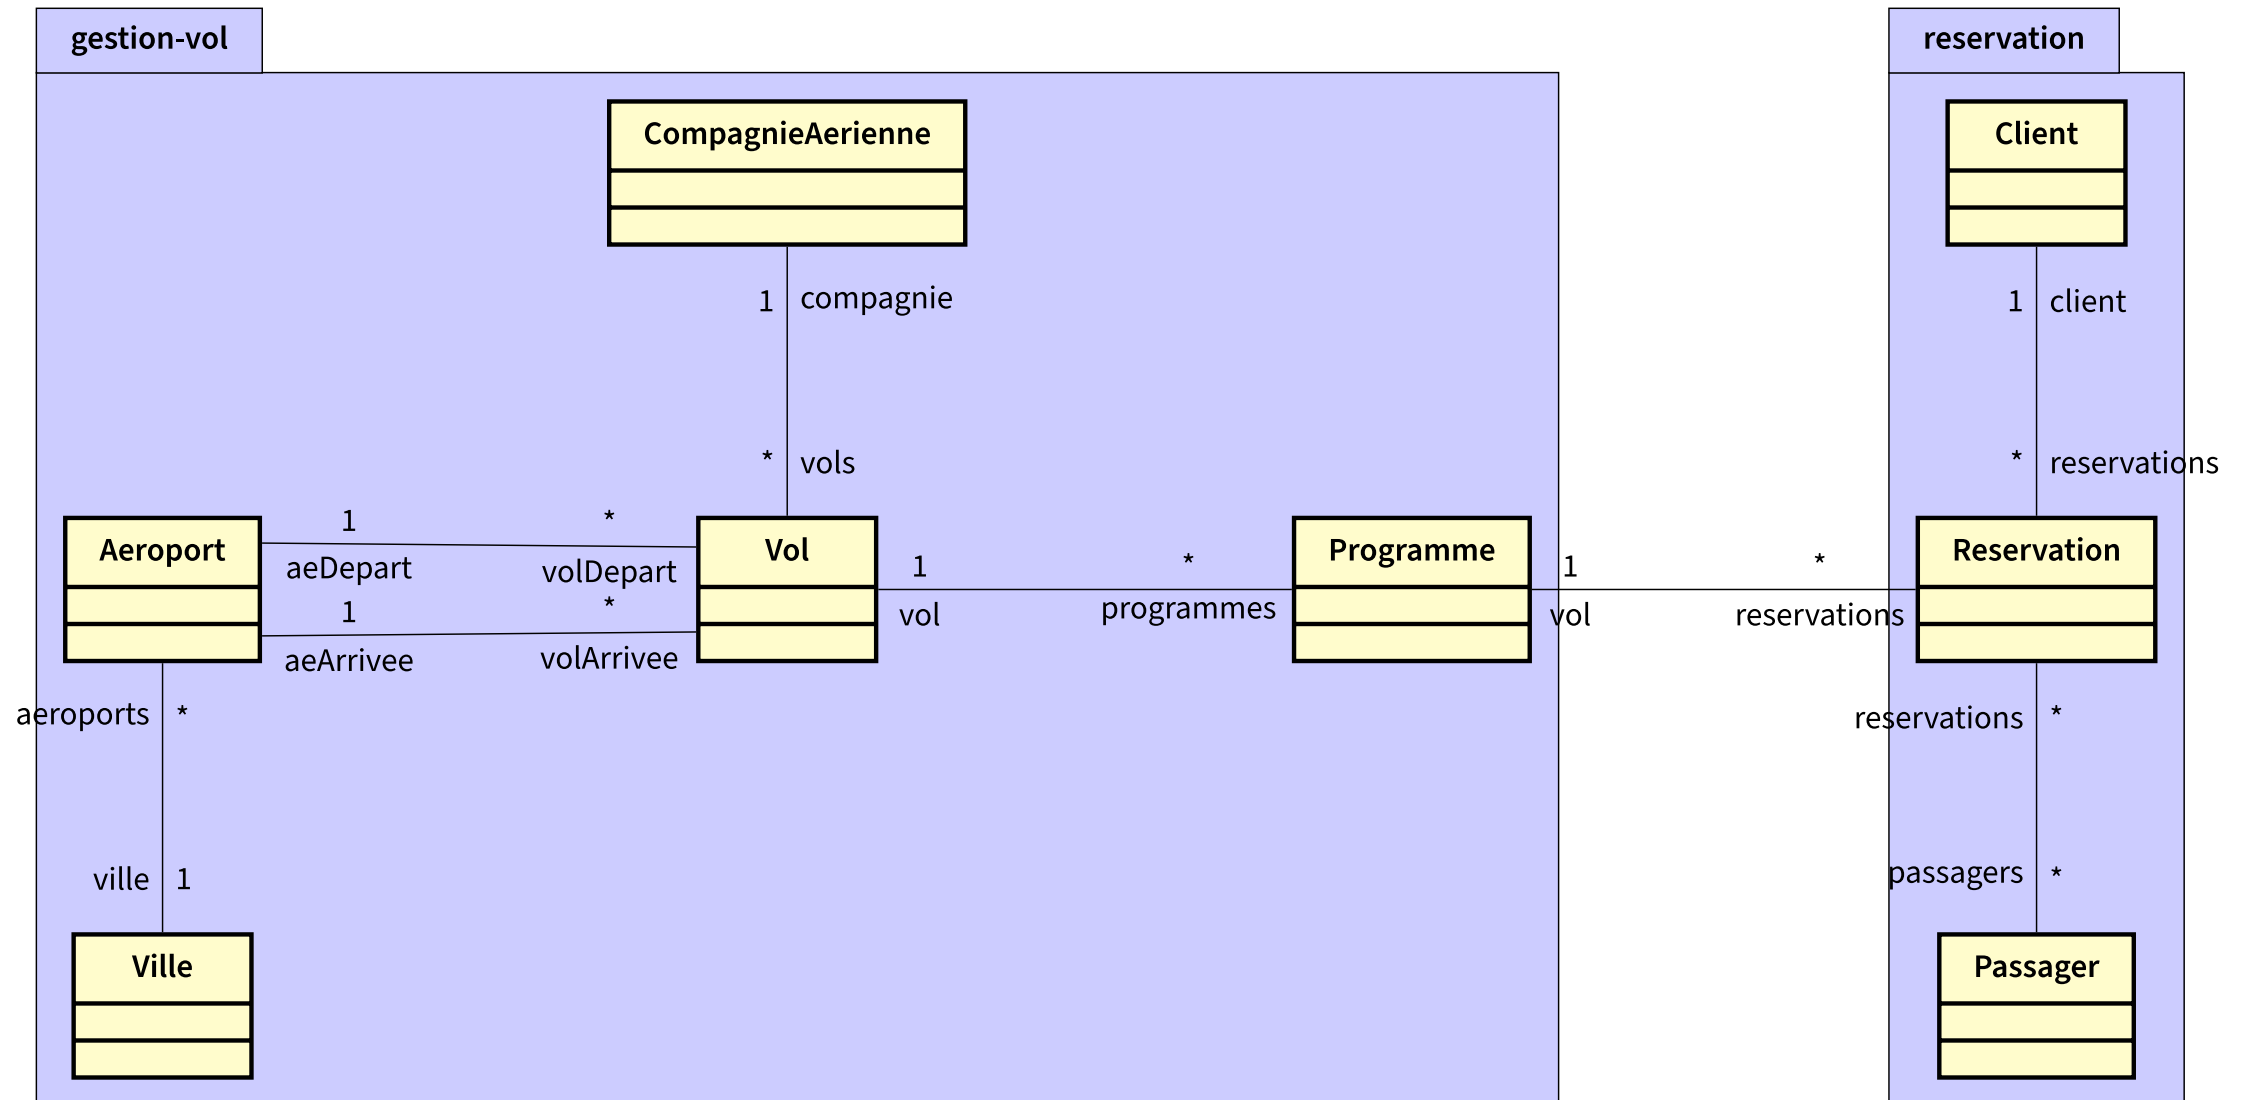 gestion-vol
reservation
CompagnieAerienne
Client
1 compagnie
1 client
* vols
* reservations
Aeroport
1 *
aeDepart volDepart
1 *
aeArrivee volArrivee
Vol
1 *
vol programmes
Programme
1 *
vol reservations
Reservation
aeroports *
reservations *
ville 1
passagers *
Ville
Passager